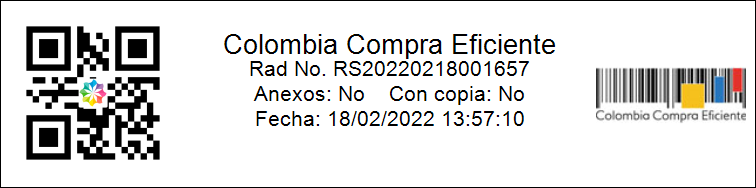 Colombia Compra Eficiente
Rad No. RS20220218001657
Anexos: No    Con copia: No
Fecha: 18/02/2022 13:57:10
Colombia Compra Eficiente